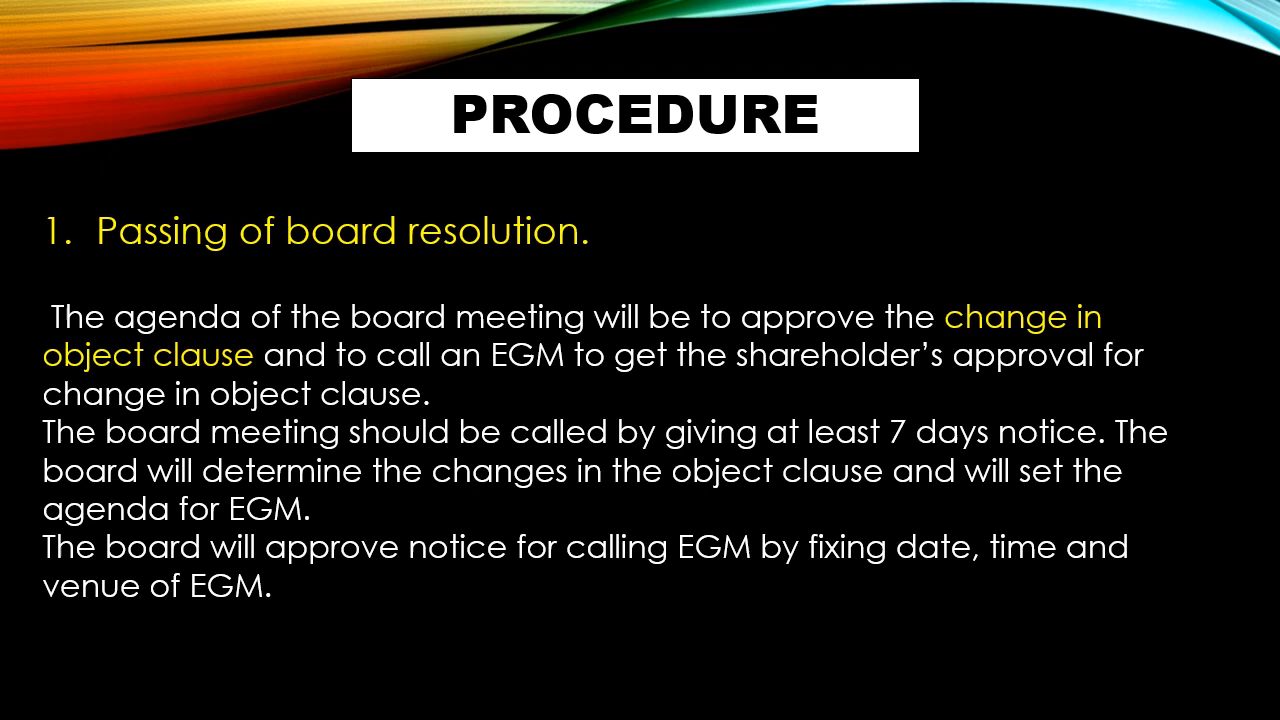 PROCEDURE
1. Passing of board resolution.
The agenda of the board meeting will be to approve the change in
object clause and to call an EGM to get the shareholder’s approval for
change in object clause.
The board meeting should be called by giving at least 7 days notice. The
board will determine the changes in the object clause and will set the
agenda for EGM.
The board will approve notice for calling EGM by fixing date, time and
venue of EGM.